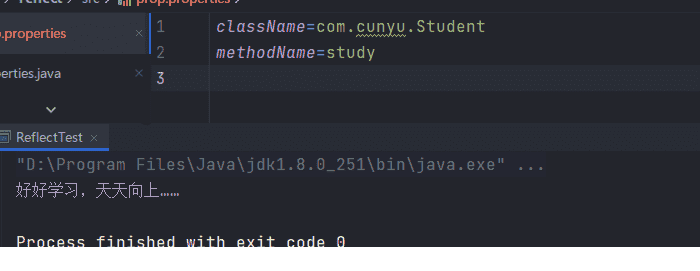 reflect
src
prop.properties
p.properties
perties.java
1 className=com.cunyu.Student
2 methodName=study
3
ReflectTest
"D:\Program Files\Java\jdk1.8.0_251\bin\java.exe" ...
好好学习，天天向上……
Process finished with exit code 0